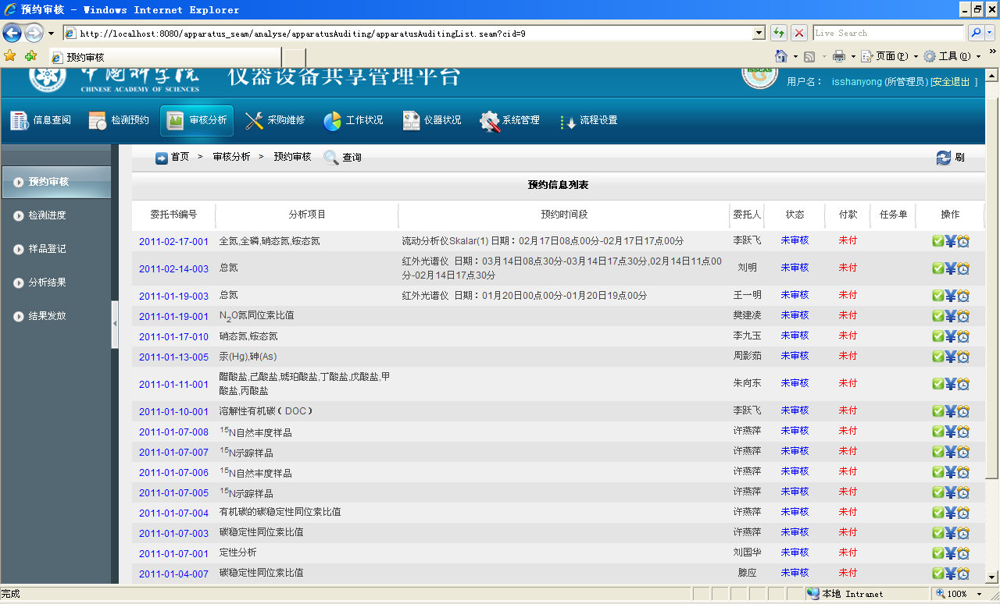 预约审核 - Windows Internet Explorer
http://localhost:8080/apparatus_seam/analyse/apparatusAuditing/apparatusAuditingList.seam?cid=9
Live Search
预约审核
页面(P)
工具(O)
»
中国科学院
CHINESE ACADEMY OF SCIENCES
仪器设备共享管理平台
用户名： isshanyong (所管理员) [安全退出 ]
信息查阅 检测预约 审核分析 采购维修 工作状况 仪器状况 系统管理 流程设置
预约审核
检测进度
样品登记
分析结果
结果发放
首页 > 审核分析 > 预约审核 查询 刷
预约信息列表
委托书编号 分析项目 预约时间段 委托人 状态 付款 任务单 操作
2011-02-17-001 全氮,全磷,硝态氮,铵态氮 流动分析仪Skalar(1) 日期：02月17日08点00分-02月17日17点00分 李跃飞 未审核 未付
2011-02-14-003 总氮 红外光谱仪 日期：03月14日08点30分-03月14日17点30分,02月14日11点00
分-02月14日17点30分 刘明 未审核 未付
2011-01-19-003 总氮 红外光谱仪 日期：01月20日00点00分-01月20日19点00分 王一明 未审核 未付
2011-01-19-001 N2O氮同位素比值 樊建凌 未审核 未付
2011-01-17-010 硝态氮,铵态氮 李九玉 未审核 未付
2011-01-13-005 汞(Hg),砷(As) 周影茹 未审核 未付
2011-01-11-001 醋酸盐,己酸盐,琥珀酸盐,丁酸盐,戊酸盐,甲
酸盐,丙酸盐 朱向东 未审核 未付
2011-01-10-001 溶解性有机碳（DOC） 李跃飞 未审核 未付
2011-01-07-008 15N自然丰度样品 许燕萍 未审核 未付
2011-01-07-007 15N示踪样品 许燕萍 未审核 未付
2011-01-07-006 15N自然丰度样品 许燕萍 未审核 未付
2011-01-07-005 15N示踪样品 许燕萍 未审核 未付
2011-01-07-004 有机碳的碳稳定性同位素比值 许燕萍 未审核 未付
2011-01-07-003 碳稳定性同位素比值 许燕萍 未审核 未付
2011-01-07-001 定性分析 刘国华 未审核 未付
2011-01-04-007 碳稳定性同位素比值 滕应 未审核 未付
完成
本地 Intranet
100%